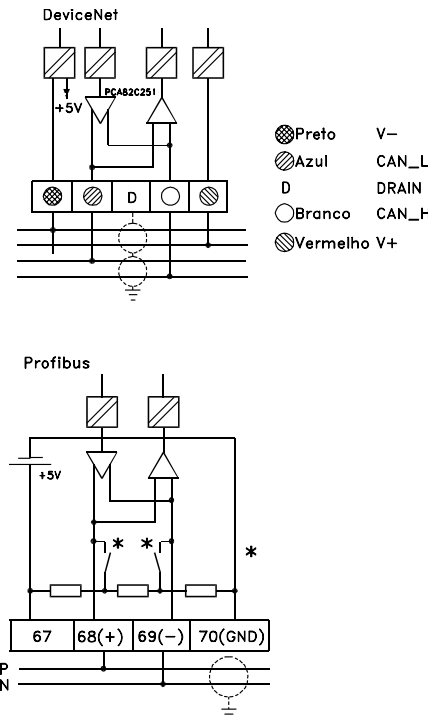 DeviceNet
PCA82C251
+5V
Preto V-
Azul CAN_L
D
D DRAIN
Branco CAN_H
Vermelho V+
Profibus
+5V
* * *
67 68(+) 69(-) 70(GND)
P
N